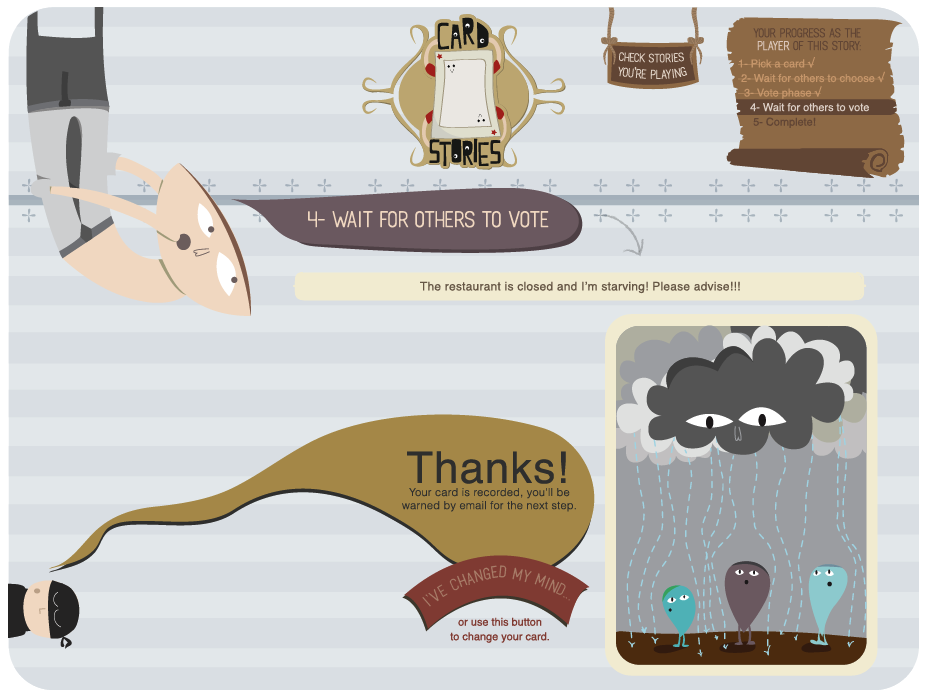 CARD
STORIES
CHECK STORIES
YOU'RE PLAYING
YOUR PROGRESS AS THE
PLAYER OF THIS STORY:
1- Pick a card √
2- Wait for others to choose √
3- Vote phase √
4- Wait for others to vote
5- Complete!
4- WAIT FOR OTHERS TO VOTE
The restaurant is closed and I'm starving! Please advise!!!
Thanks!
Your card is recorded, you'll be
warned by email for the next step.
I'VE CHANGED MY MIND...
or use this button
to change your card.